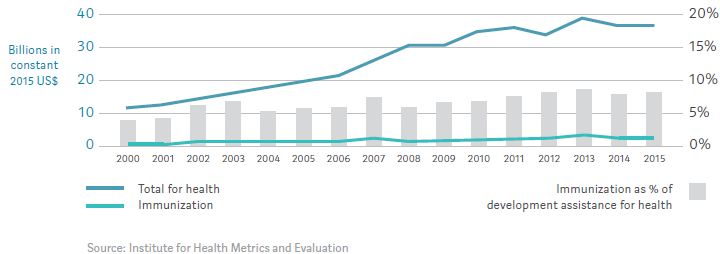 40 20%
Billions in
constant
2015 US$
30 15%
20 10%
10 5%
0 0%
2000 2001 2002 2003 2004 2005 2006 2007 2008 2009 2010 2011 2012 2013 2014 2015
Total for health
Immunization
Immunization as % of
development assistance for health
Source: Institute for Health Metrics and Evaluation